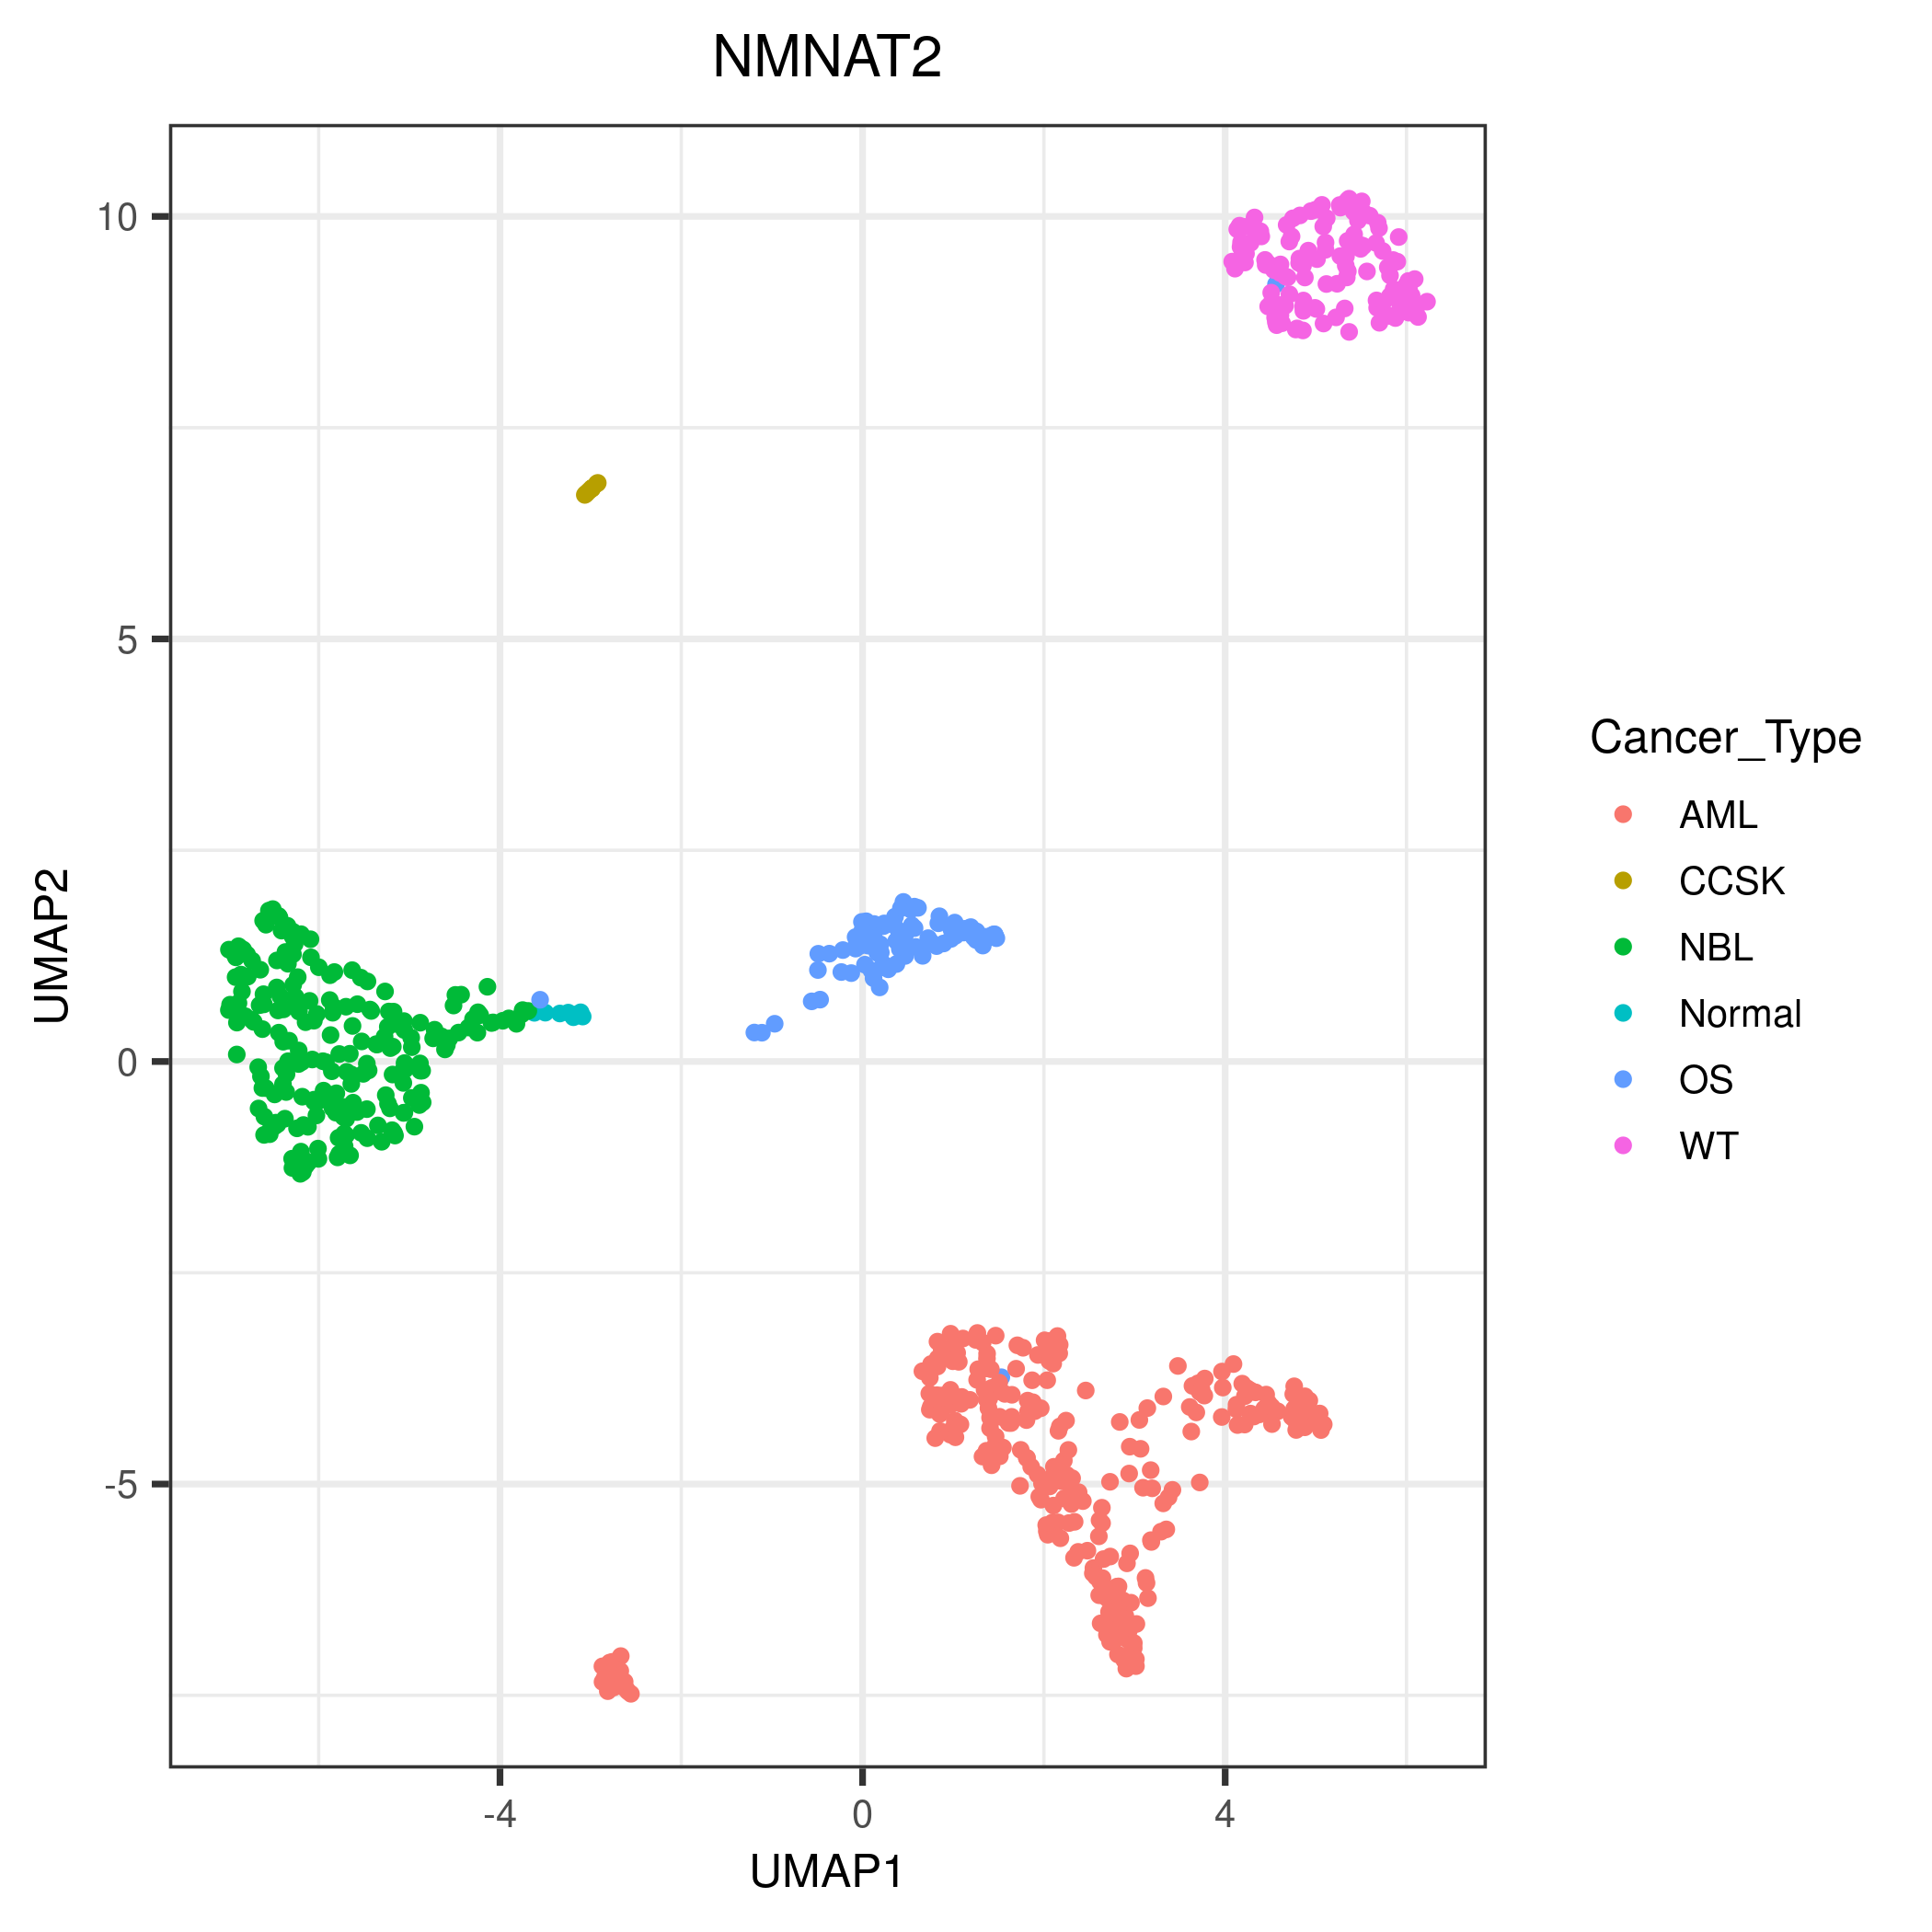 NMNAT2
10
5
0
-5
UMAP2
-4
0
4
UMAP1
Cancer_Type
AML
CCSK
NBL
Normal
OS
WT